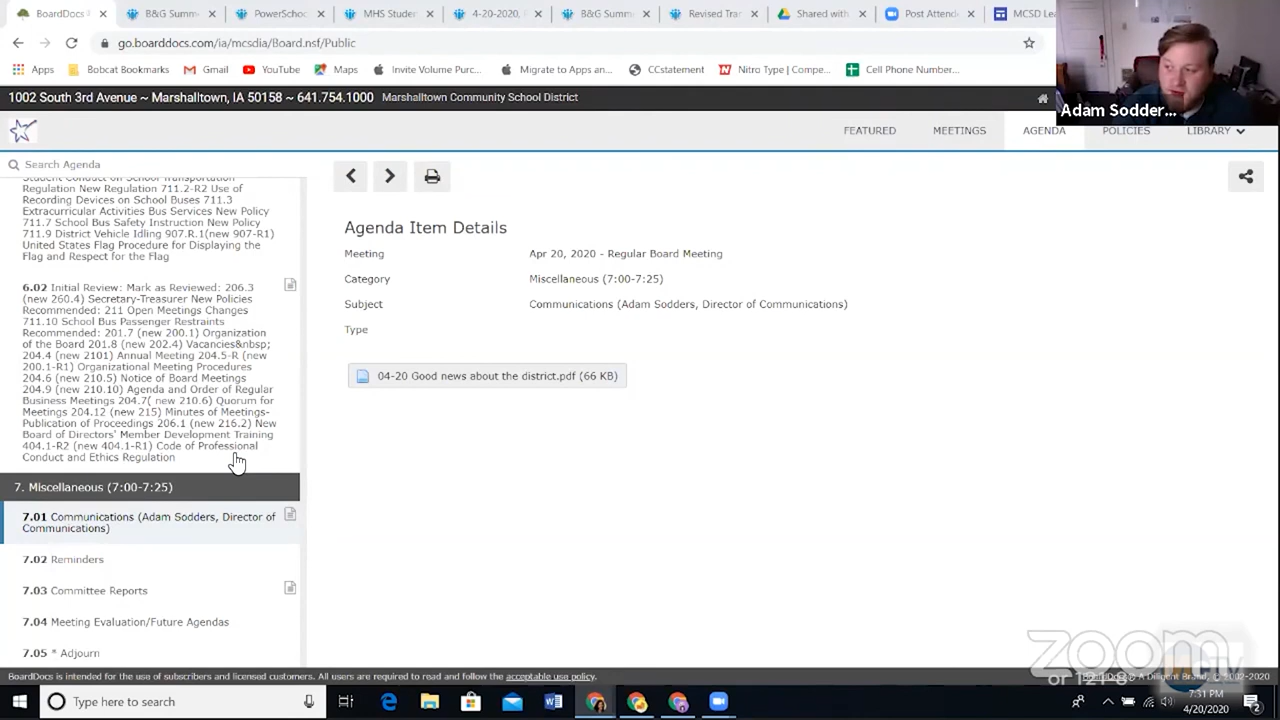 BoardDocs
B&G Summ
PowerSchoo
MHS Studen
4-20-2020,
B&G Summ
Revised Tra
Shared with
Post Attend
MCSD Lea
go.boarddocs.com/ia/mcsdia/Board.nsf/Public
Apps
Bobcat Bookmarks
Gmail
YouTube
Maps
Invite Volume Purc...
Migrate to Apps an...
CCstatement
Nitro Type | Compe...
Cell Phone Number...
1002 South 3rd Avenue ~ Marshalltown, IA 50158 ~ 641.754.1000 Marshalltown Community School District
Adam Sodder...
FEATURED
MEETINGS
AGENDA
POLICIES
LIBRARY
Search Agenda
Student Conduct on School Transportation
Regulation New Regulation 711.2-R2 Use of
Recording Devices on School Buses 711.3
Extracurricular Activities Bus Services New Policy
711.7 School Bus Safety Instruction New Policy
711.9 District Vehicle Idling 907.R.1(new 907-R1)
United States Flag Procedure for Displaying the
Flag and Respect for the Flag
6.02 Initial Review: Mark as Reviewed: 206.3
(new 260.4) Secretary-Treasurer New Policies
Recommended: 211 Open Meetings Changes
711.10 School Bus Passenger Restraints
Recommended: 201.7 (new 200.1) Organization
of the Board 201.8 (new 202.4) Vacancies&nbsp;
204.4 (new 2101) Annual Meeting 204.5-R (new
200.1-R1) Organizational Meeting Procedures
204.6 (new 210.5) Notice of Board Meetings
204.9 (new 210.10) Agenda and Order of Regular
Business Meetings 204.7( new 210.6) Quorum for
Meetings 204.12 (new 215) Minutes of Meetings-
Publication of Proceedings 206.1 (new 216.2) New
Board of Directors' Member Development Training
404.1-R2 (new 404.1-R1) Code of Professional
Conduct and Ethics Regulation
7. Miscellaneous (7:00-7:25)
7.01 Communications (Adam Sodders, Director of
Communications)
7.02 Reminders
7.03 Committee Reports
7.04 Meeting Evaluation/Future Agendas
7.05 * Adjourn
Agenda Item Details
Meeting Apr 20, 2020 - Regular Board Meeting
Category Miscellaneous (7:00-7:25)
Subject Communications (Adam Sodders, Director of Communications)
Type
04-20 Good news about the district.pdf (66 KB)
zoom
BoardDocs is intended for the use of subscribers and licensed customers. All users are required to read and follow the acceptable use policy.
A Diligent Brand, © 2002-2020
Type here to search
7:31 PM
4/20/2020
2